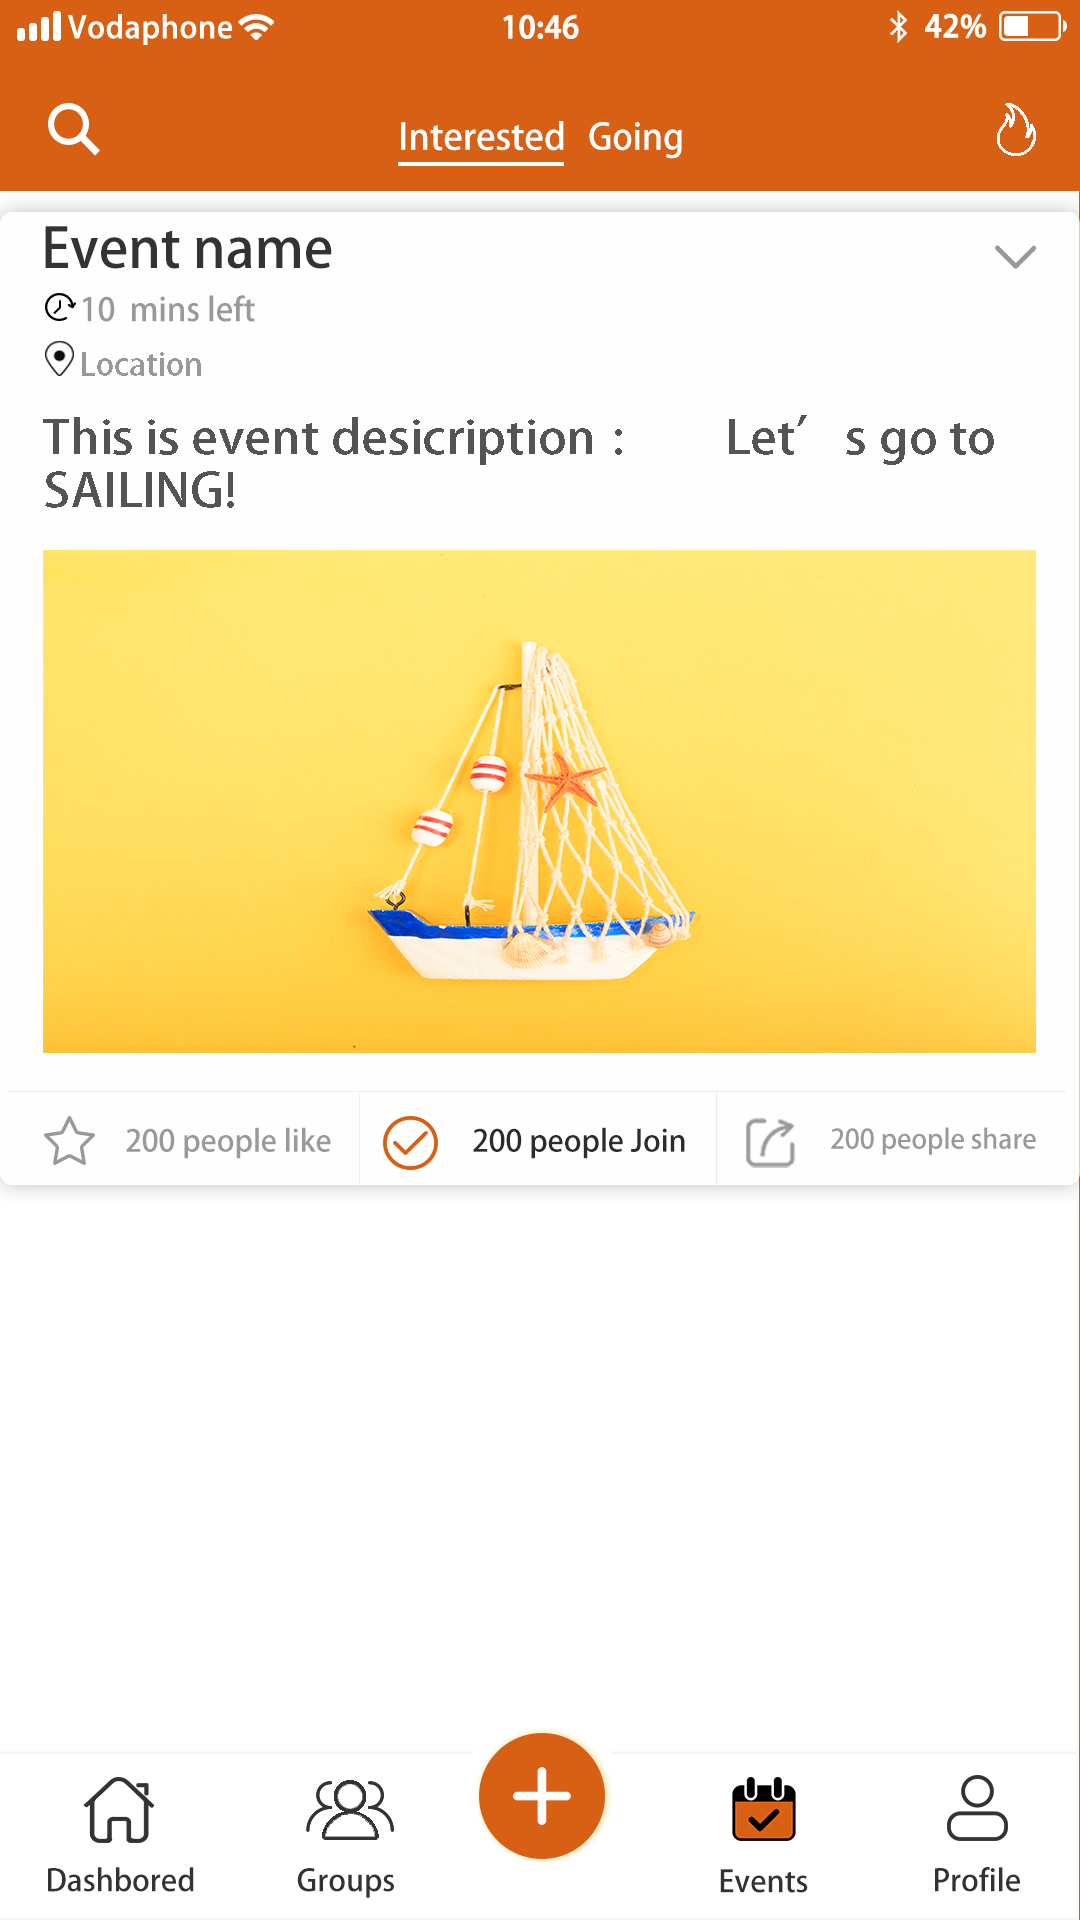 Vodaphone 10:46 42%
Interested Going
Event name
10 mins left
Location
This is event desicription： Let′ s go to
SAILING!
200 people like 200 people Join 200 people share
Dashbored Groups Events Profile